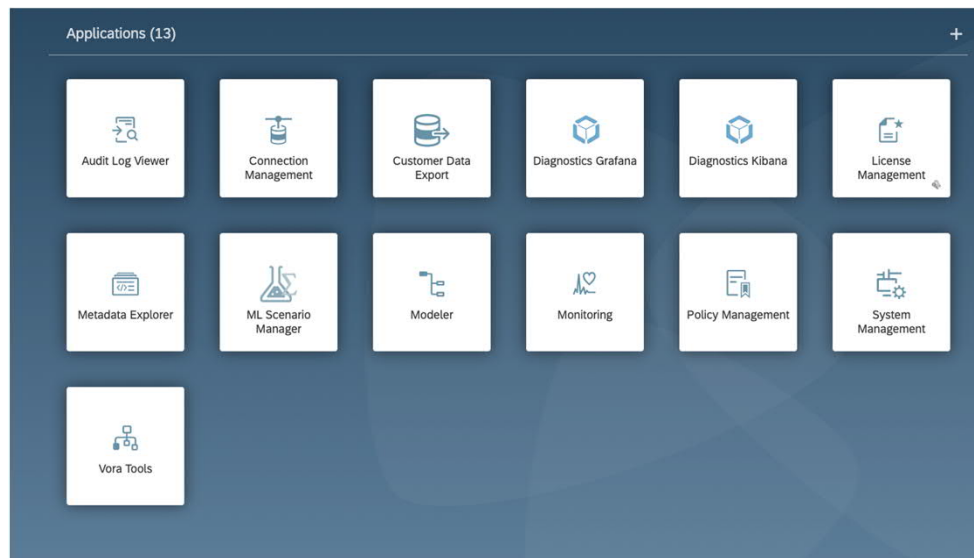 Applications (13)
+
Audit Log Viewer
Connection
Management
Customer Data
Export
Diagnostics Grafana
Diagnostics Kibana
License
Management
Metadata Explorer
ML Scenario
Manager
Modeler
Monitoring
Policy Management
System
Management
Vora Tools